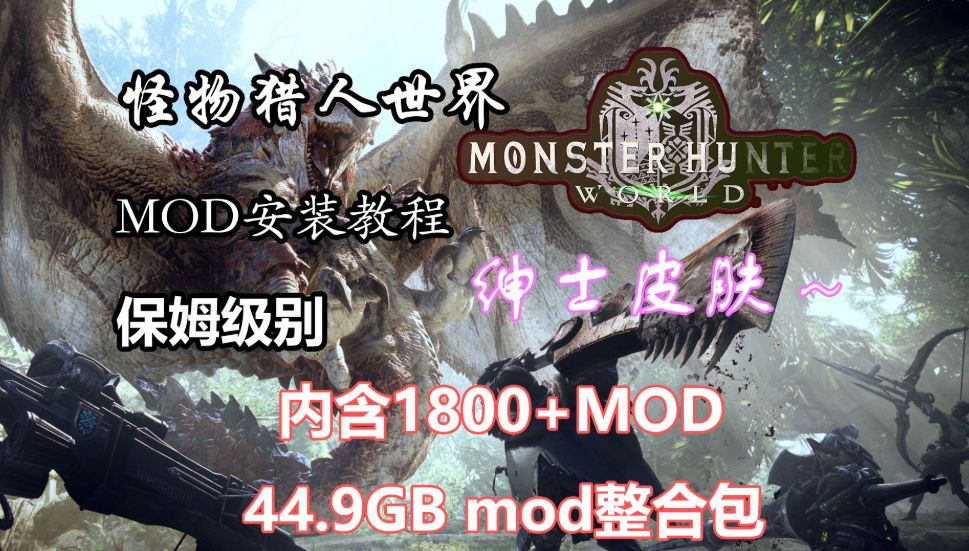 怪物猎人世界
MONSTER HUNTER
WORLD
MOD安装教程
绅士皮肤~
保姆级别
内含1800+MOD
44.9GB mod整合包